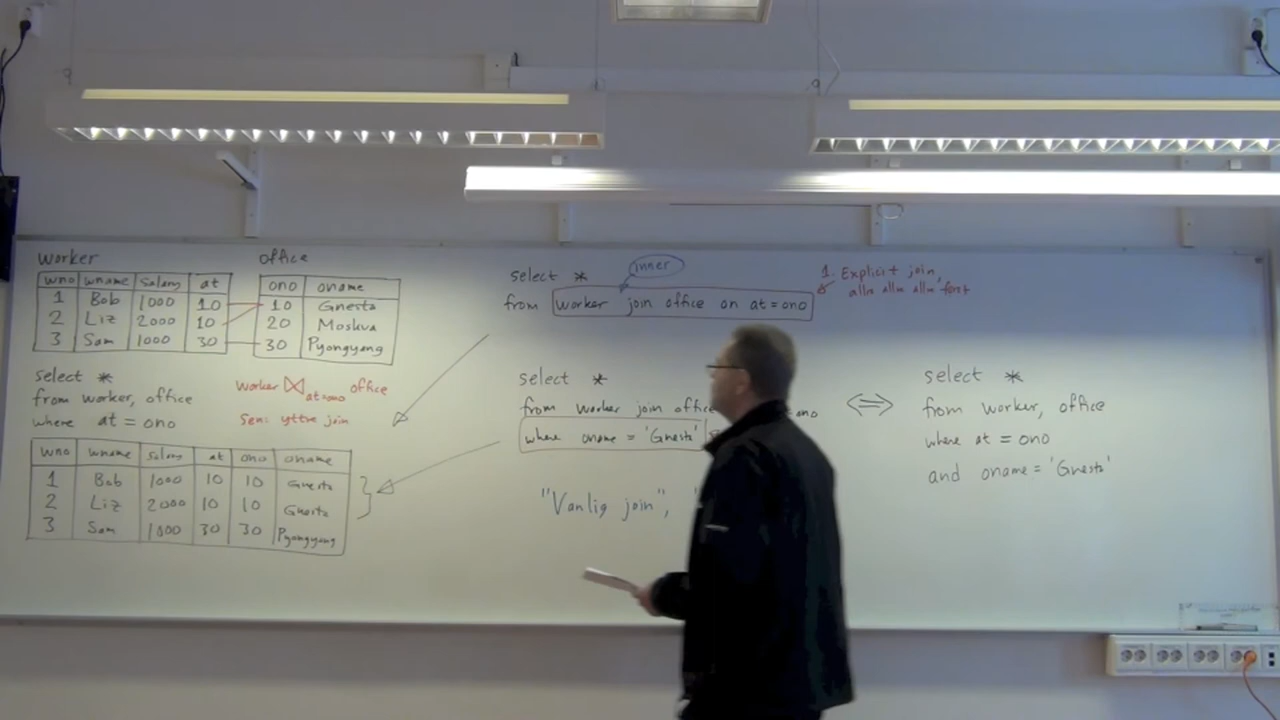 worker
wno wname salary at
1 Bob 1000 10
2 Liz 2000 10
3 Sam 1000 30
office
ono oname
10 Gnesta
20 Moskva
30 Pyongyang
select *
from worker, office
where at = ono
worker ⋈ at=ono office
Sen: yttre join
wno wname salary at ono oname
1 Bob 1000 10 10 Gnesta
2 Liz 2000 10 10 Gnesta
3 Sam 1000 30 30 Pyongyang
inner
select *
from worker join office on at = ono
1. Explicit join,
select *
from worker join office ono
where oname = 'Gnesta'
"Vanlig join",
⇔
select *
from worker, office
where at = ono
and oname = 'Gnesta'